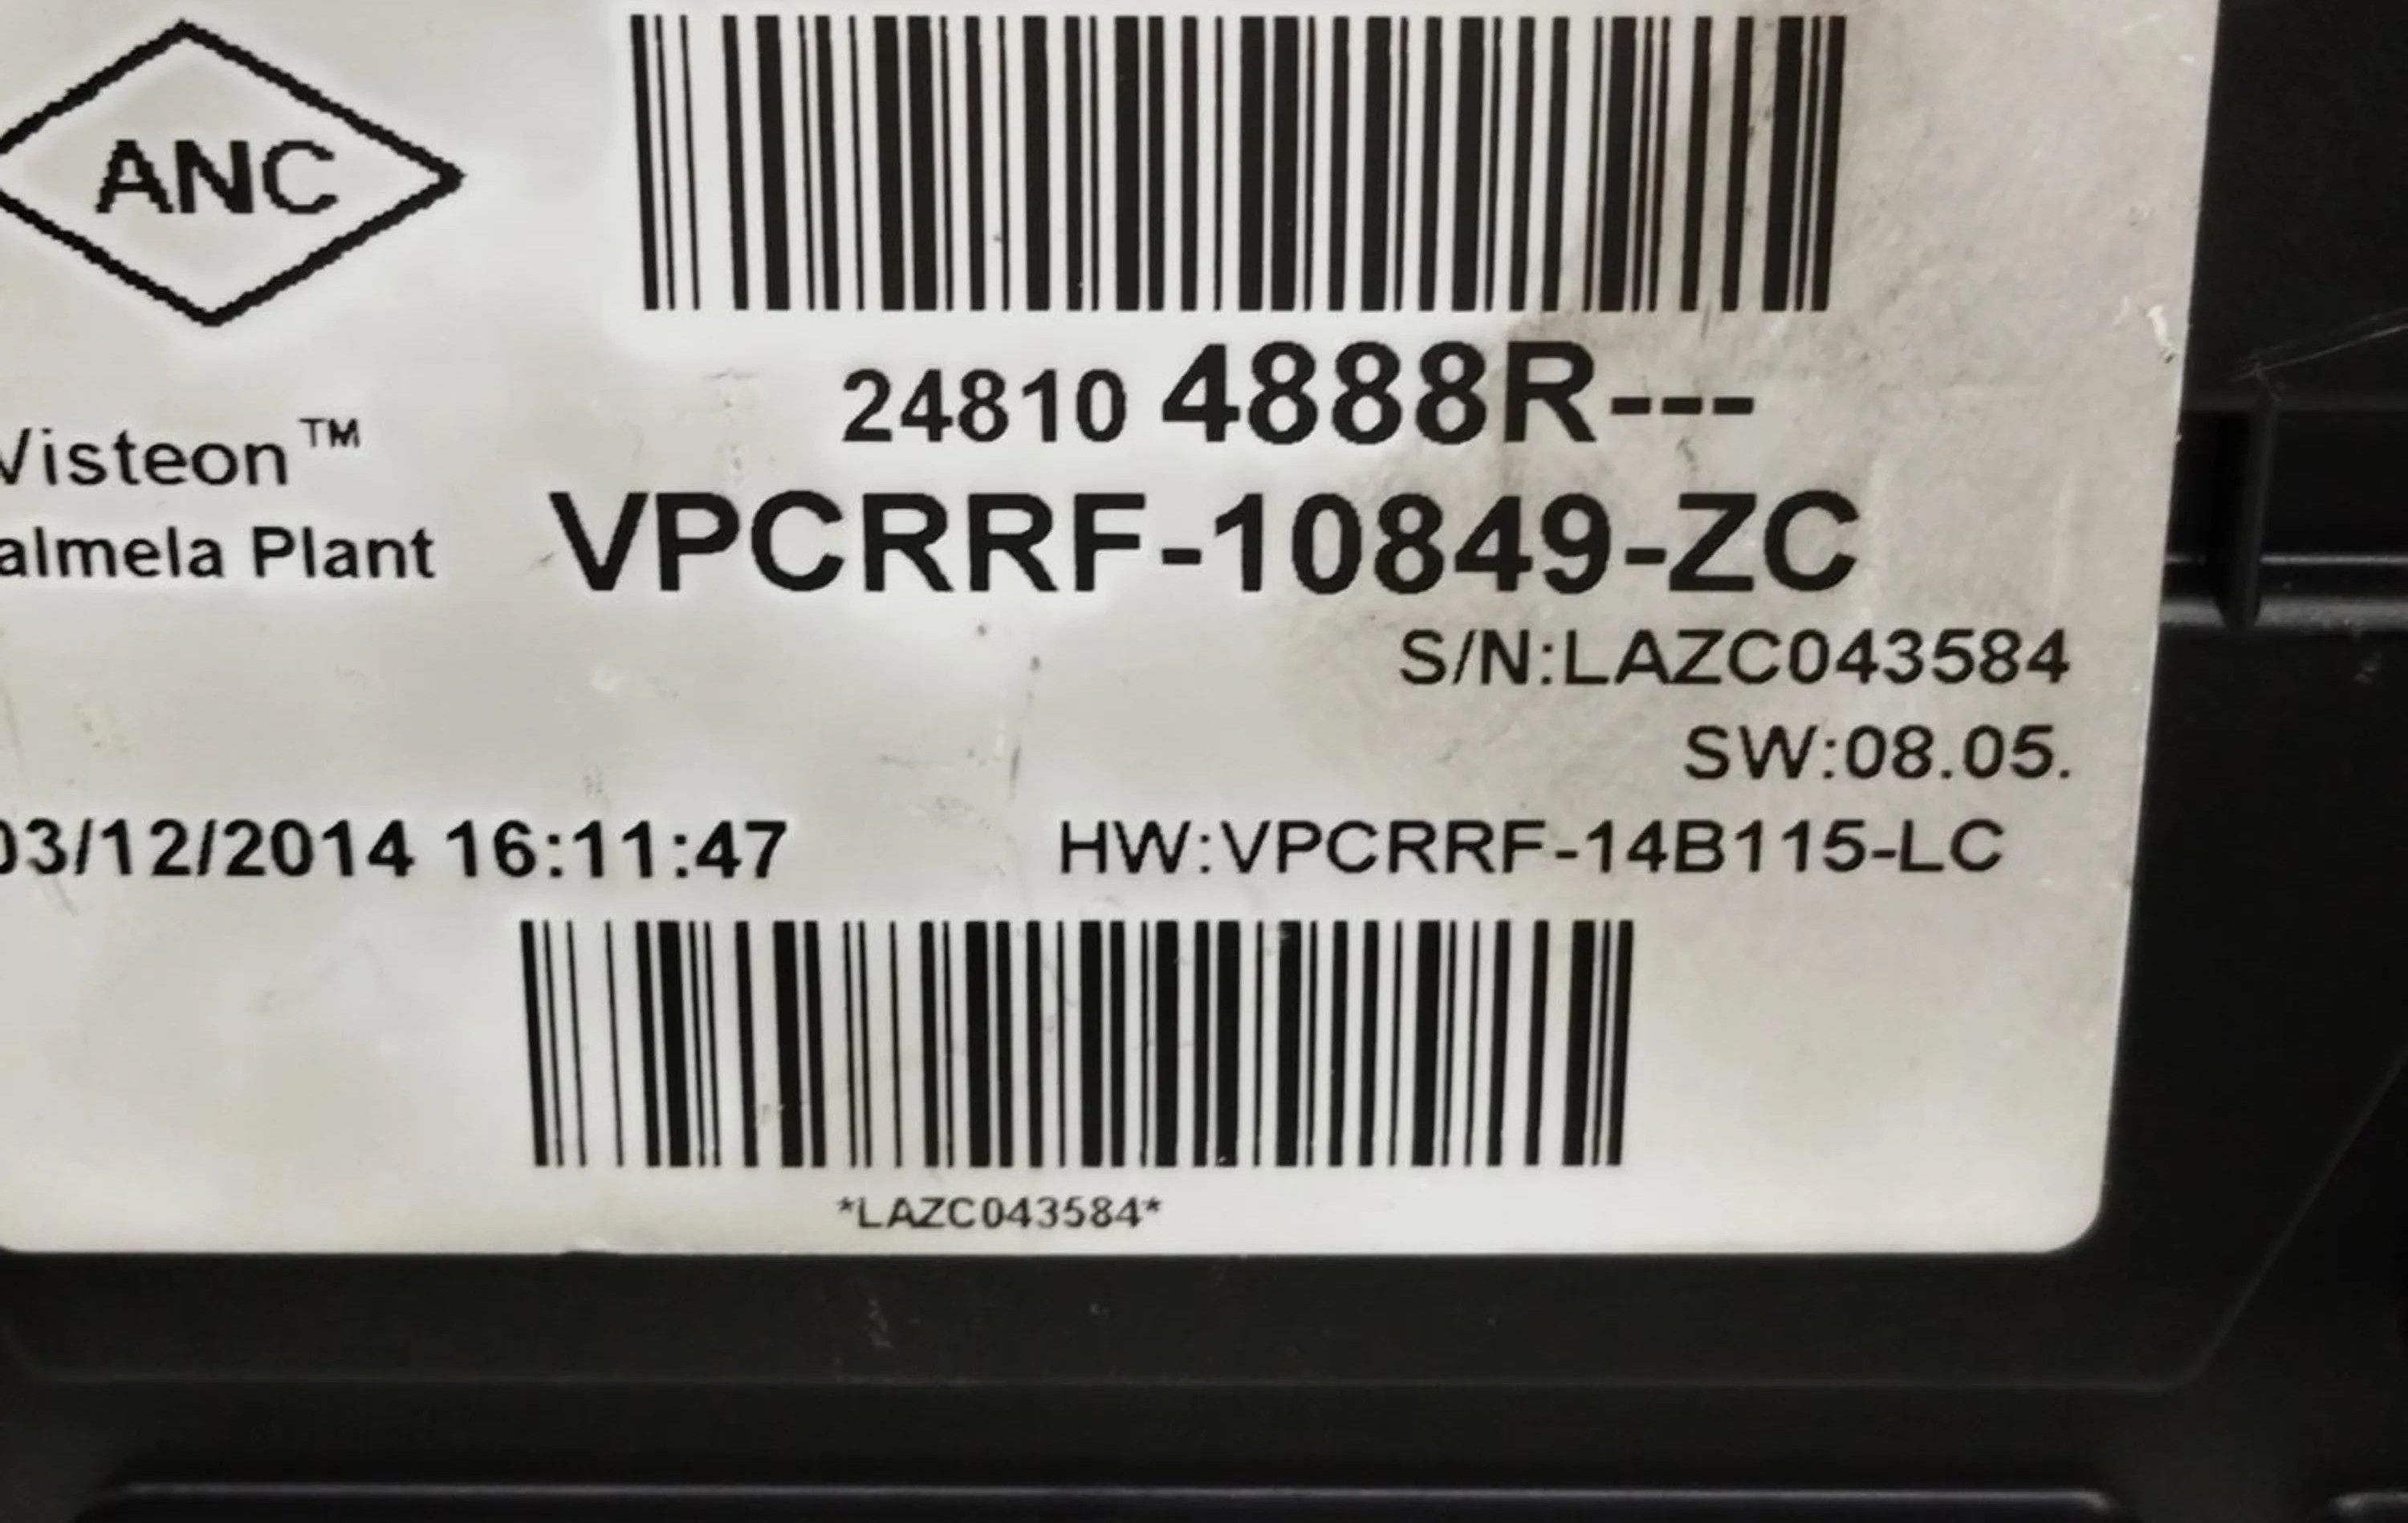 ANC
24810 4888R---
Visteon™
VPCRRF-10849-ZC
almela Plant
S/N:LAZC043584
SW:08.05.
03/12/2014 16:11:47
HW:VPCRRF-14B115-LC
*LAZC043584*